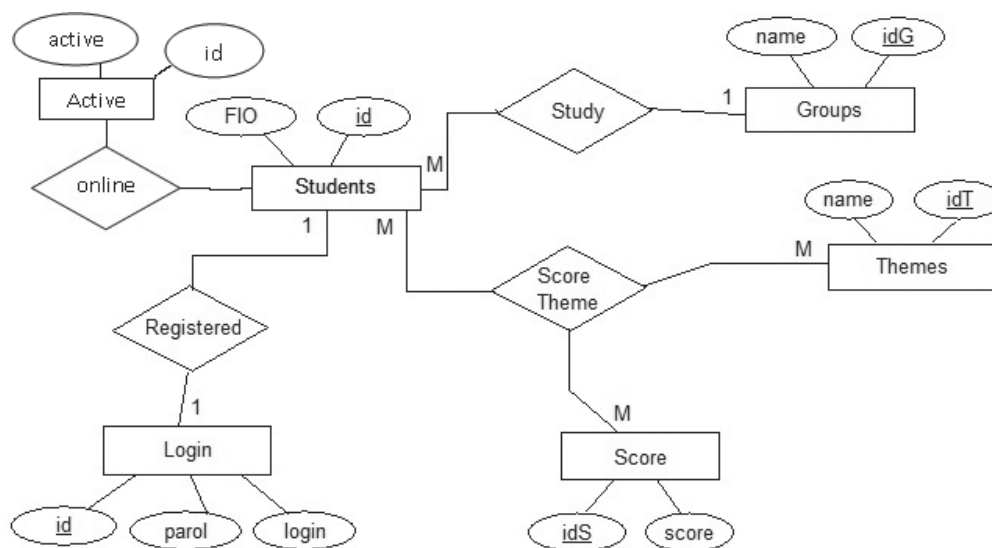 active
id
Active
online
FIO
id
Students
M
Study
1
name
idG
Groups
1
M
Score
Theme
M
name
idT
Themes
Registered
1
Login
id
parol
login
M
Score
idS
score